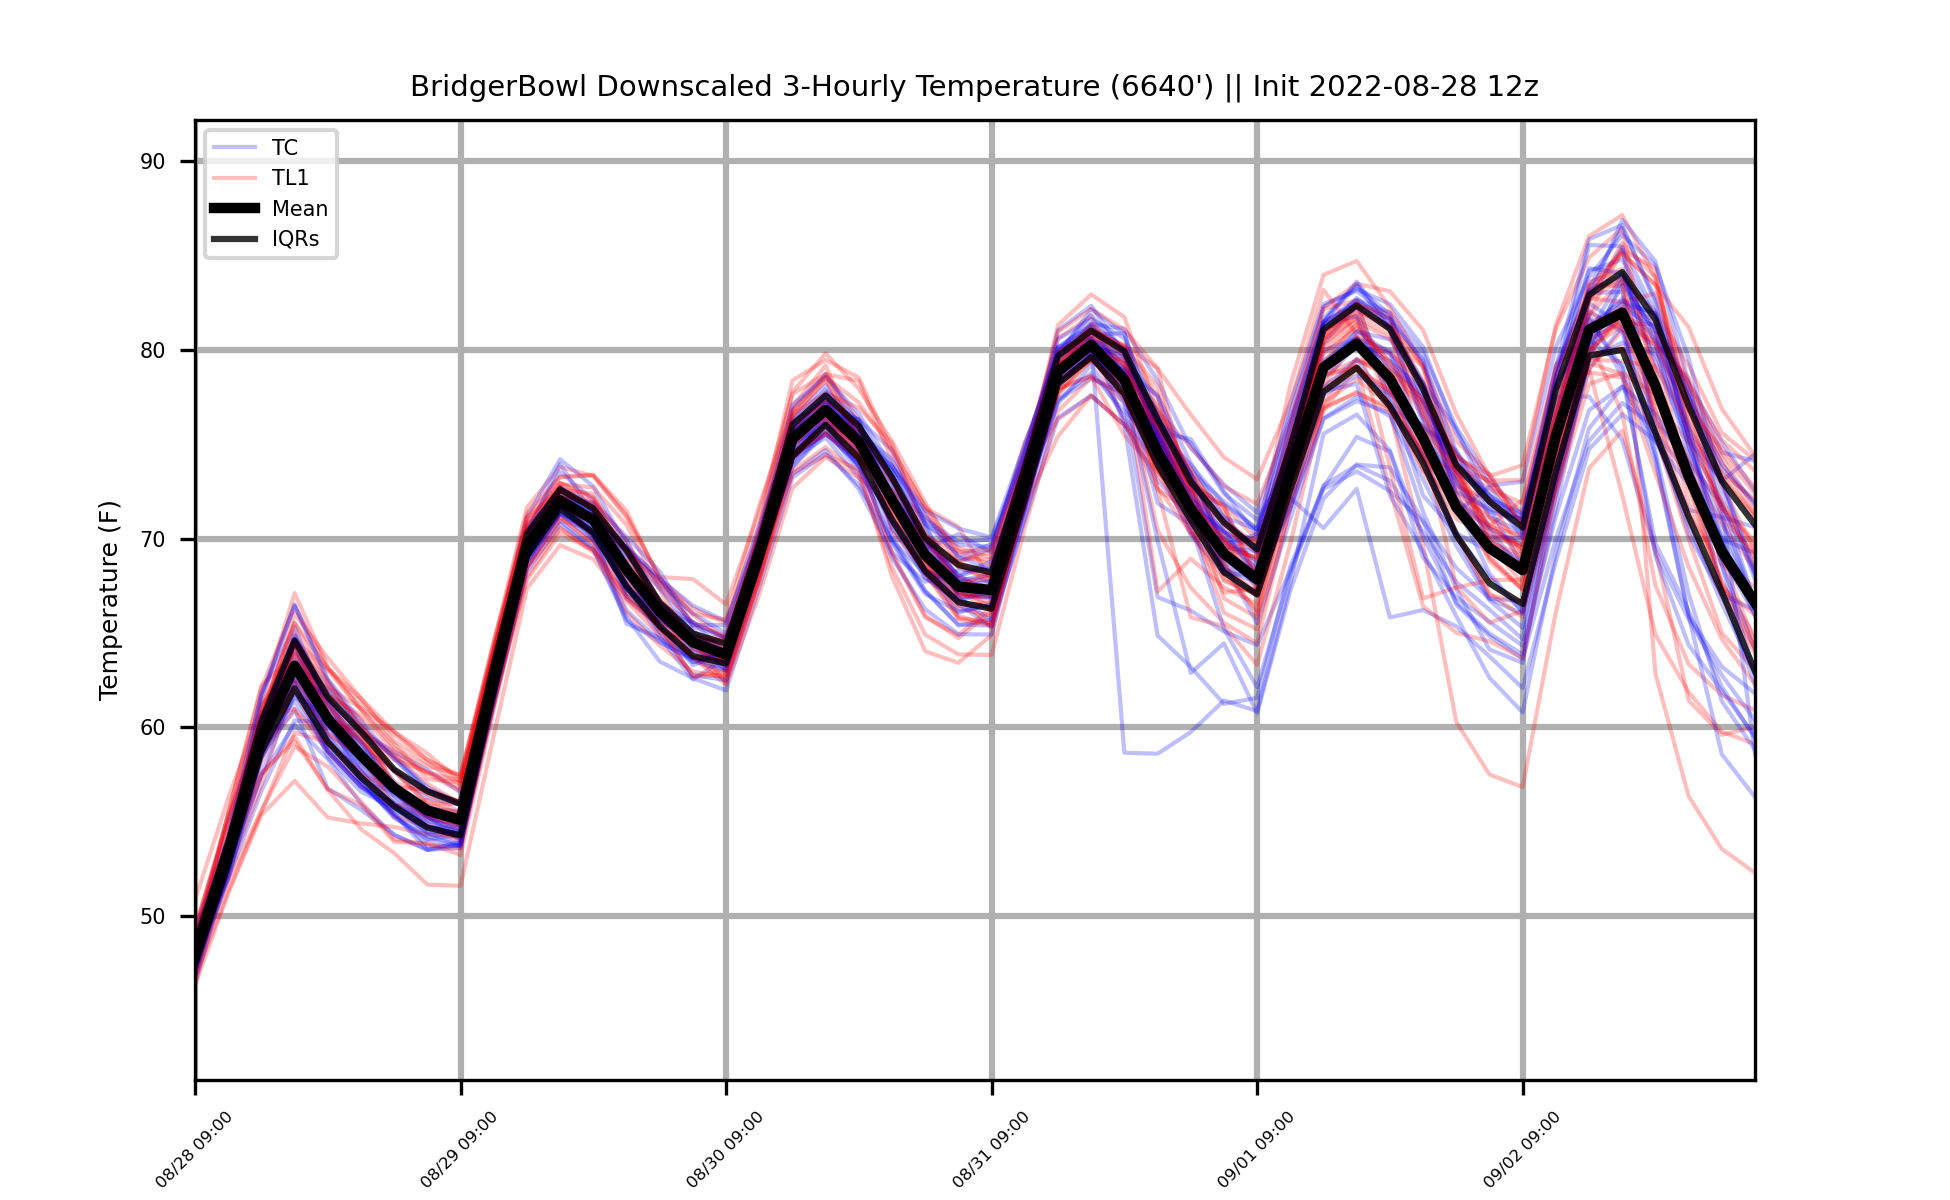 BridgerBowl Downscaled 3-Hourly Temperature (6640') || Init 2022-08-28 12z
TC
TL1
Mean
IQRs
Temperature (F)
90
80
70
60
50
08/28 09:00
08/29 09:00
08/30 09:00
08/31 09:00
09/01 09:00
09/02 09:00